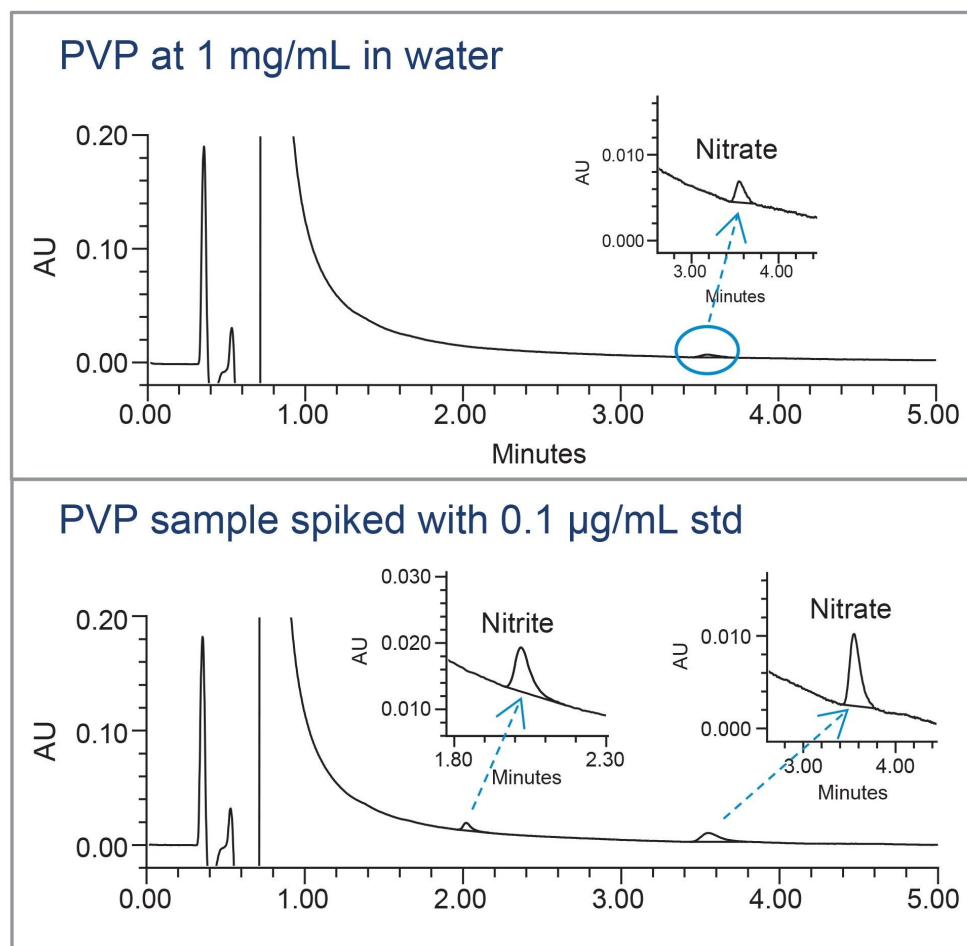 PVP at 1 mg/mL in water
AU
0.20
0.10
0.00
0.00 1.00 2.00 3.00 4.00 5.00
Minutes
Nitrate
AU
0.010
0.000
3.00 4.00
Minutes
PVP sample spiked with 0.1 µg/mL std
AU
0.20
0.10
0.00
0.00 1.00 2.00 3.00 4.00 5.00
Nitrite
AU
0.030
0.020
0.010
1.80 2.30
Minutes
Nitrate
AU
0.010
0.000
3.00 4.00
Minutes